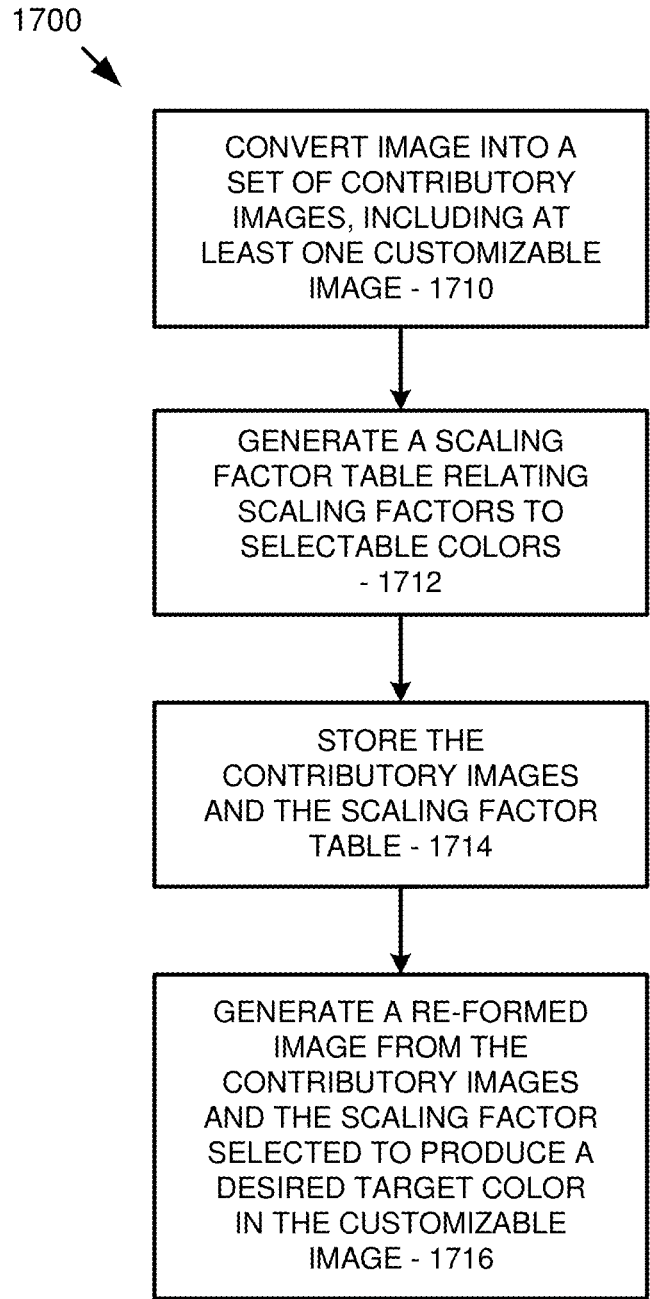 1700
CONVERT IMAGE INTO A
SET OF CONTRIBUTORY
IMAGES, INCLUDING AT
LEAST ONE CUSTOMIZABLE
IMAGE - 1710
GENERATE A SCALING
FACTOR TABLE RELATING
SCALING FACTORS TO
SELECTABLE COLORS
- 1712
STORE THE
CONTRIBUTORY IMAGES
AND THE SCALING FACTOR
TABLE - 1714
GENERATE A RE-FORMED
IMAGE FROM THE
CONTRIBUTORY IMAGES
AND THE SCALING FACTOR
SELECTED TO PRODUCE A
DESIRED TARGET COLOR
IN THE CUSTOMIZABLE
IMAGE - 1716